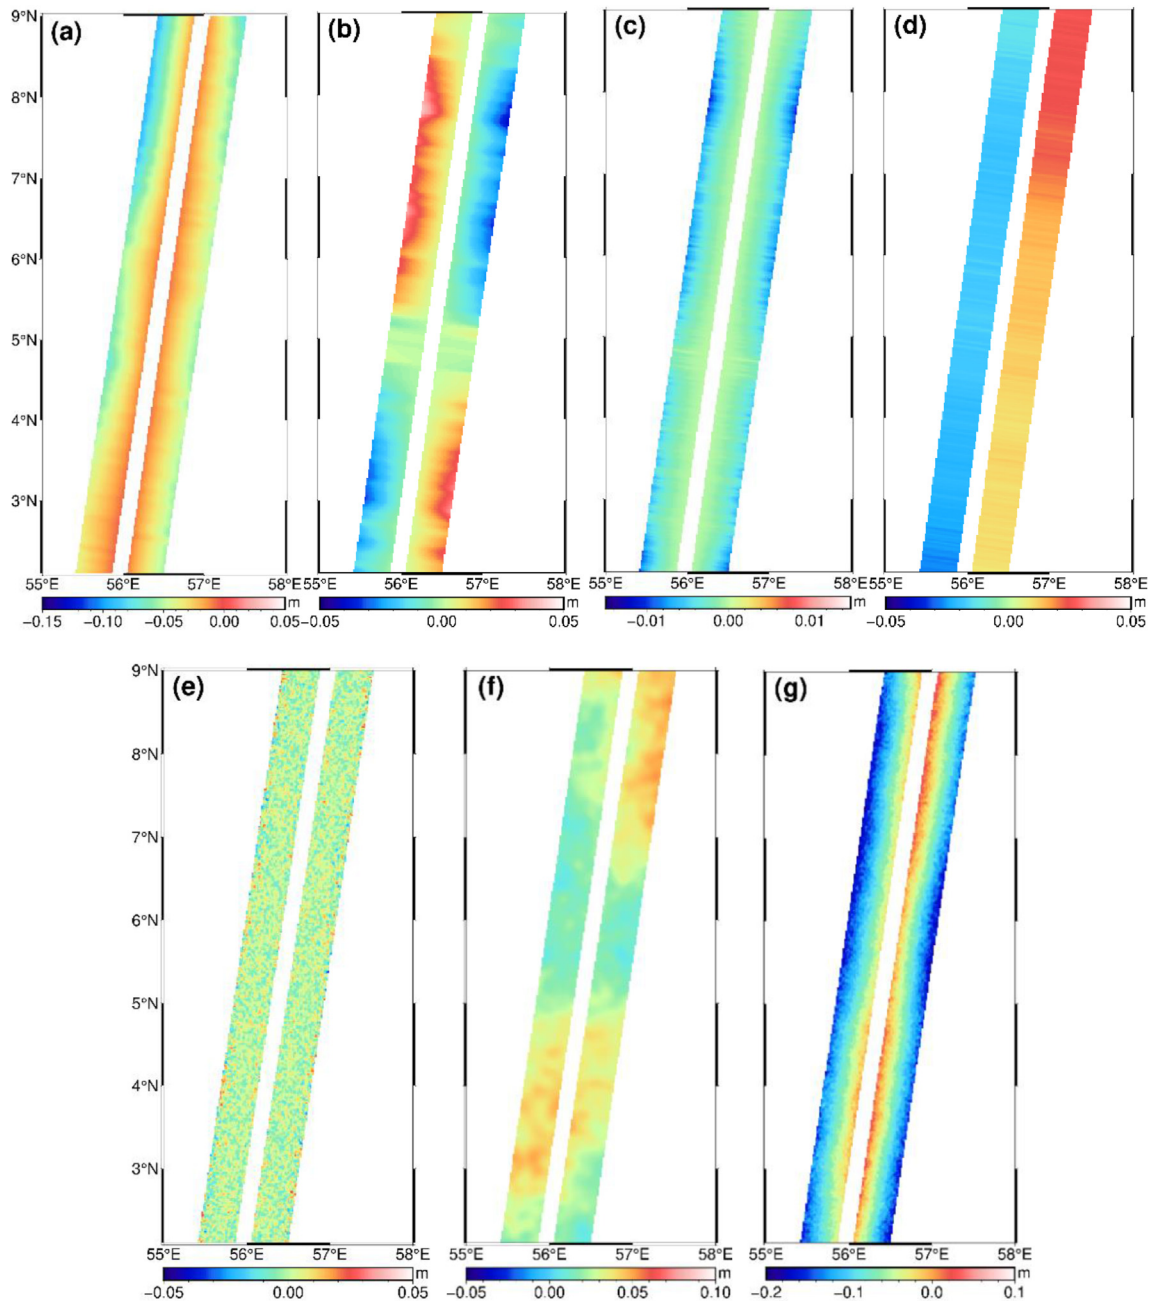 (a) (b) (c) (d)
9°N
8°N
7°N
6°N
5°N
4°N
3°N
55°E 56°E 57°E 58°E 55°E 56°E 57°E 58°E 55°E 56°E 57°E 58°E 55°E 56°E 57°E 58°E
m m m m
−0.15 −0.10 −0.05 0.00 0.05 −0.05 0.00 0.05 −0.01 0.00 0.01 −0.05 0.00 0.05
(e) (f) (g)
9°N
8°N
7°N
6°N
5°N
4°N
3°N
55°E 56°E 57°E 58°E 55°E 56°E 57°E 58°E 55°E 56°E 57°E 58°E
m m m
−0.05 0.00 0.05 −0.05 0.00 0.05 0.10 −0.2 −0.1 0.0 0.1